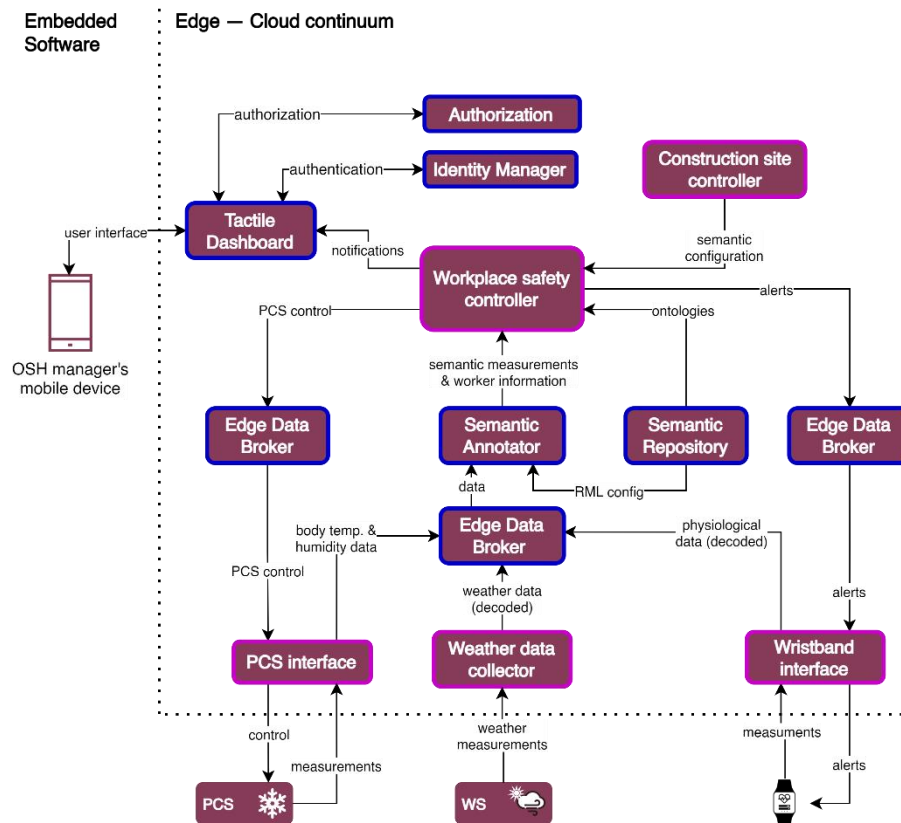 Embedded
Software
Edge — Cloud continuum
authorization
Authorization
authentication
Identity Manager
Construction site
controller
user interface
Tactile
Dashboard
notifications
semantic
configuration
Workplace safety
controller
alerts
PCS control
ontologies
OSH manager's
mobile device
semantic measurements
& worker information
Edge Data
Broker
Semantic
Annotator
Semantic
Repository
Edge Data
Broker
data
RML config
body temp. &
humidity data
Edge Data
Broker
physiological
data (decoded)
PCS control
weather data
(decoded)
alerts
PCS interface
Weather data
collector
Wristband
interface
control
measurements
weather
measurements
measuments
alerts
PCS
WS